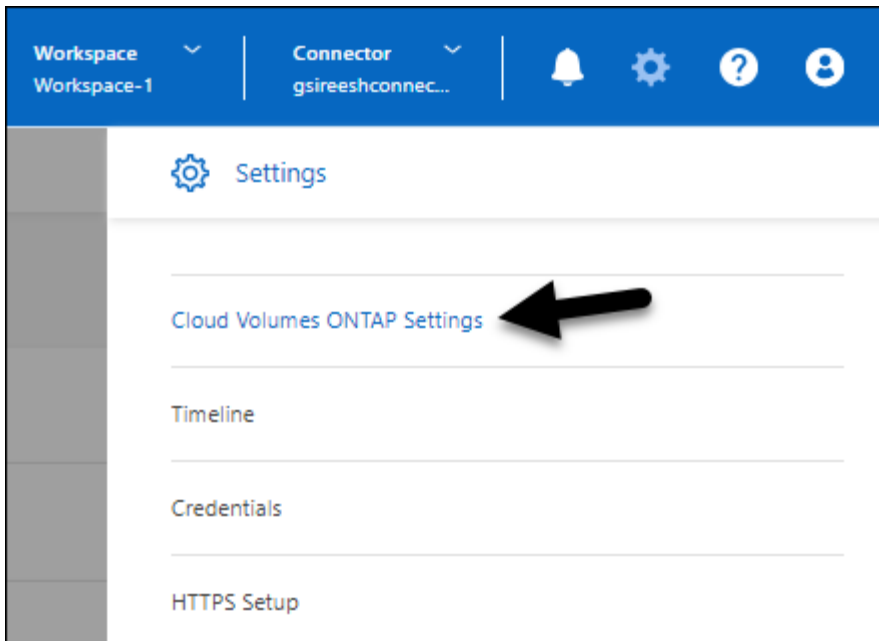 Workspace
Workspace-1
Connector
gsireeshconnec...
Settings
Cloud Volumes ONTAP Settings
Timeline
Credentials
HTTPS Setup